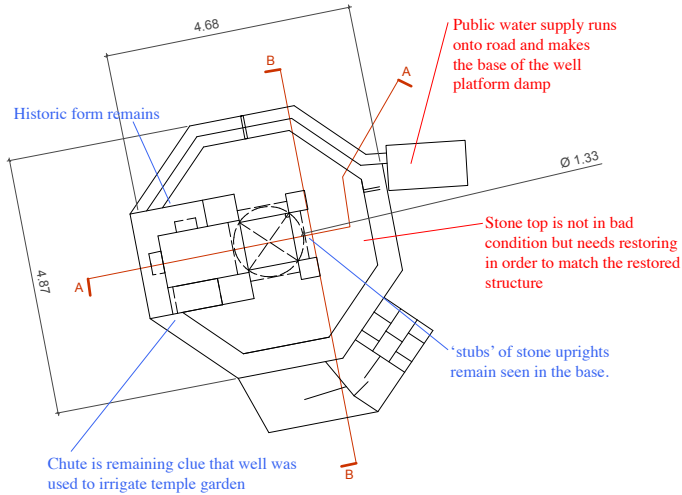 4.68
B
A
Public water supply runs
onto road and makes
the base of the well
platform damp
Historic form remains
Ø 1.33
Stone top is not in bad
condition but needs restoring
in order to match the restored
structure
4.87
A
‘stubs’ of stone uprights
remain seen in the base.
Chute is remaining clue that well was
used to irrigate temple garden
B